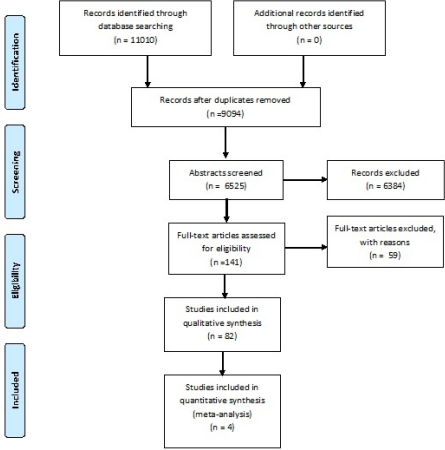 Identification
Records identified through
database searching
(n = 11010)
Additional records identified
through other sources
(n = 0)
Records after duplicates removed
(n =9094)
Screening
Abstracts screened
(n = 6525)
Records excluded
(n = 6384)
Eligibility
Full-text articles assessed
for eligibility
(n =141)
Full-text articles excluded,
with reasons
(n = 59)
Studies included in
qualitative synthesis
(n = 82)
Included
Studies included in
quantitative synthesis
(meta-analysis)
(n = 4)